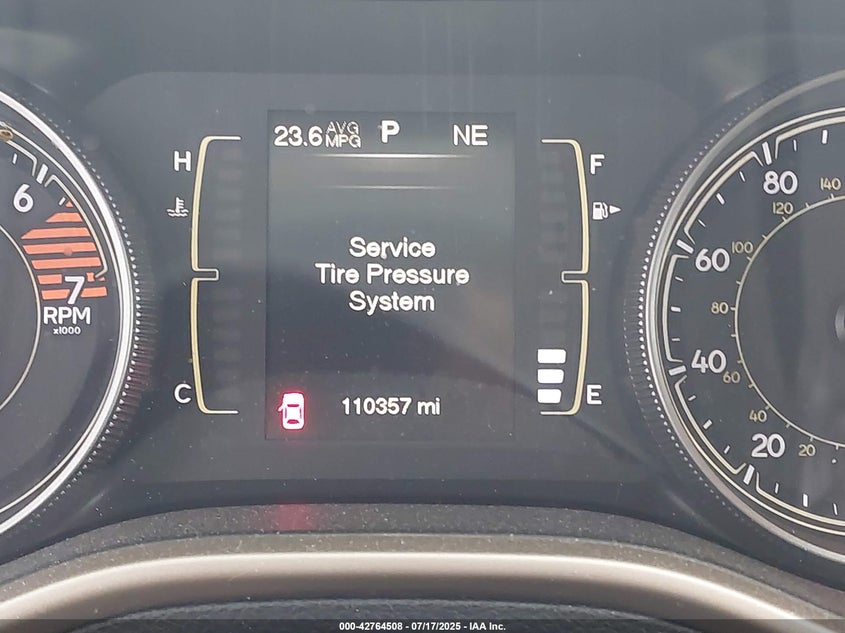 23.6 AVG MPG P NE
H
F
Service
Tire Pressure
System
C
E
110357 mi
6
7
RPM
x1000
80
60
40
20
140
120
100
80
60
40
20
000-42764508 - 07/17/2025 - IAA Inc.